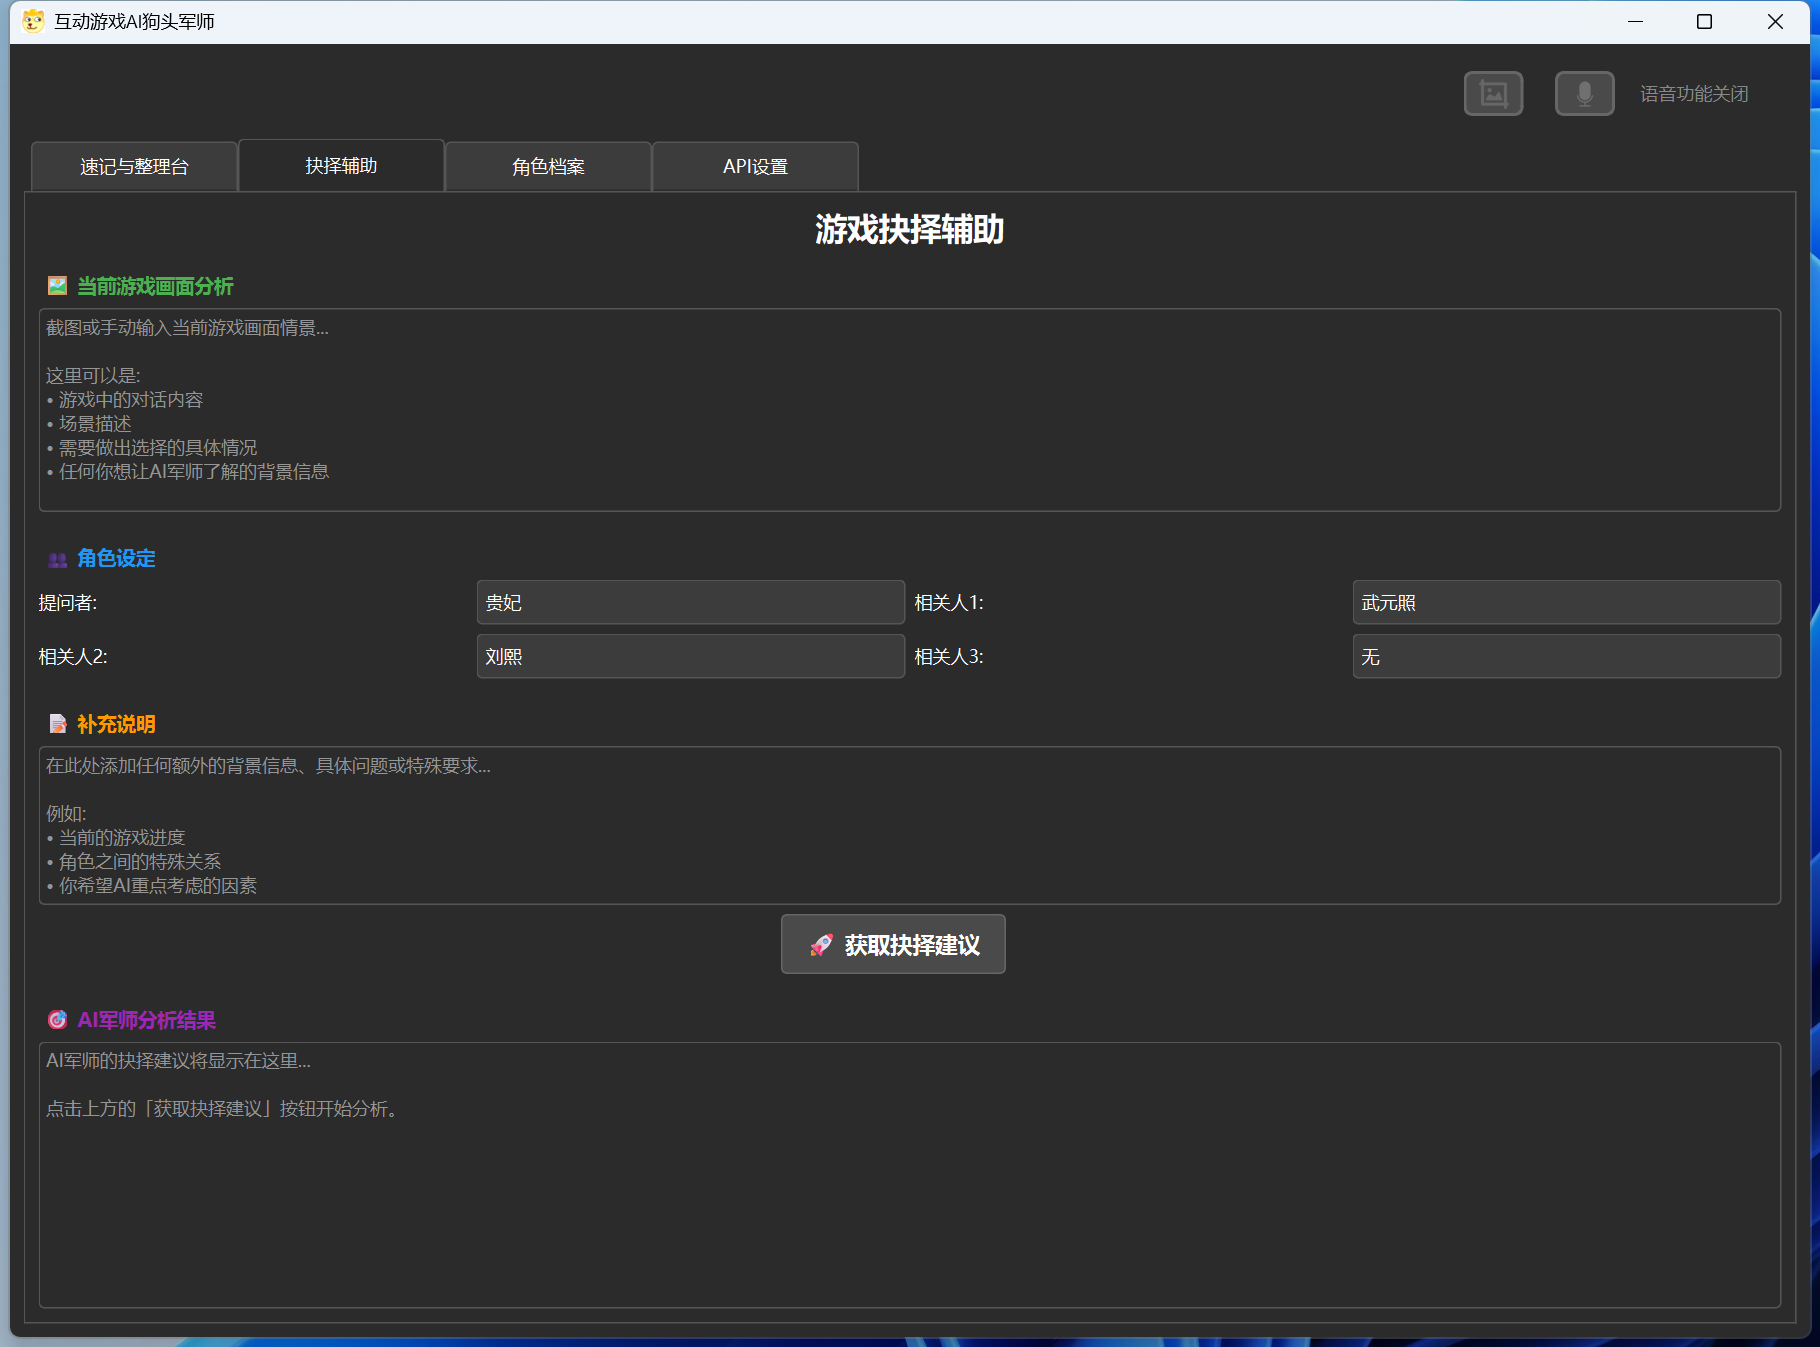 互动游戏AI狗头军师
语音功能关闭
速记与整理台
抉择辅助
角色档案
API设置
游戏抉择辅助
当前游戏画面分析
截图或手动输入当前游戏画面情景...
这里可以是:
• 游戏中的对话内容
• 场景描述
• 需要做出选择的具体情况
• 任何你想让AI军师了解的背景信息
角色设定
提问者:
贵妃
相关人1:
武元照
相关人2:
刘熙
相关人3:
无
补充说明
在此处添加任何额外的背景信息、具体问题或特殊要求...
例如:
• 当前的游戏进度
• 角色之间的特殊关系
• 你希望AI重点考虑的因素
获取抉择建议
AI军师分析结果
AI军师的抉择建议将显示在这里...
点击上方的「获取抉择建议」按钮开始分析。